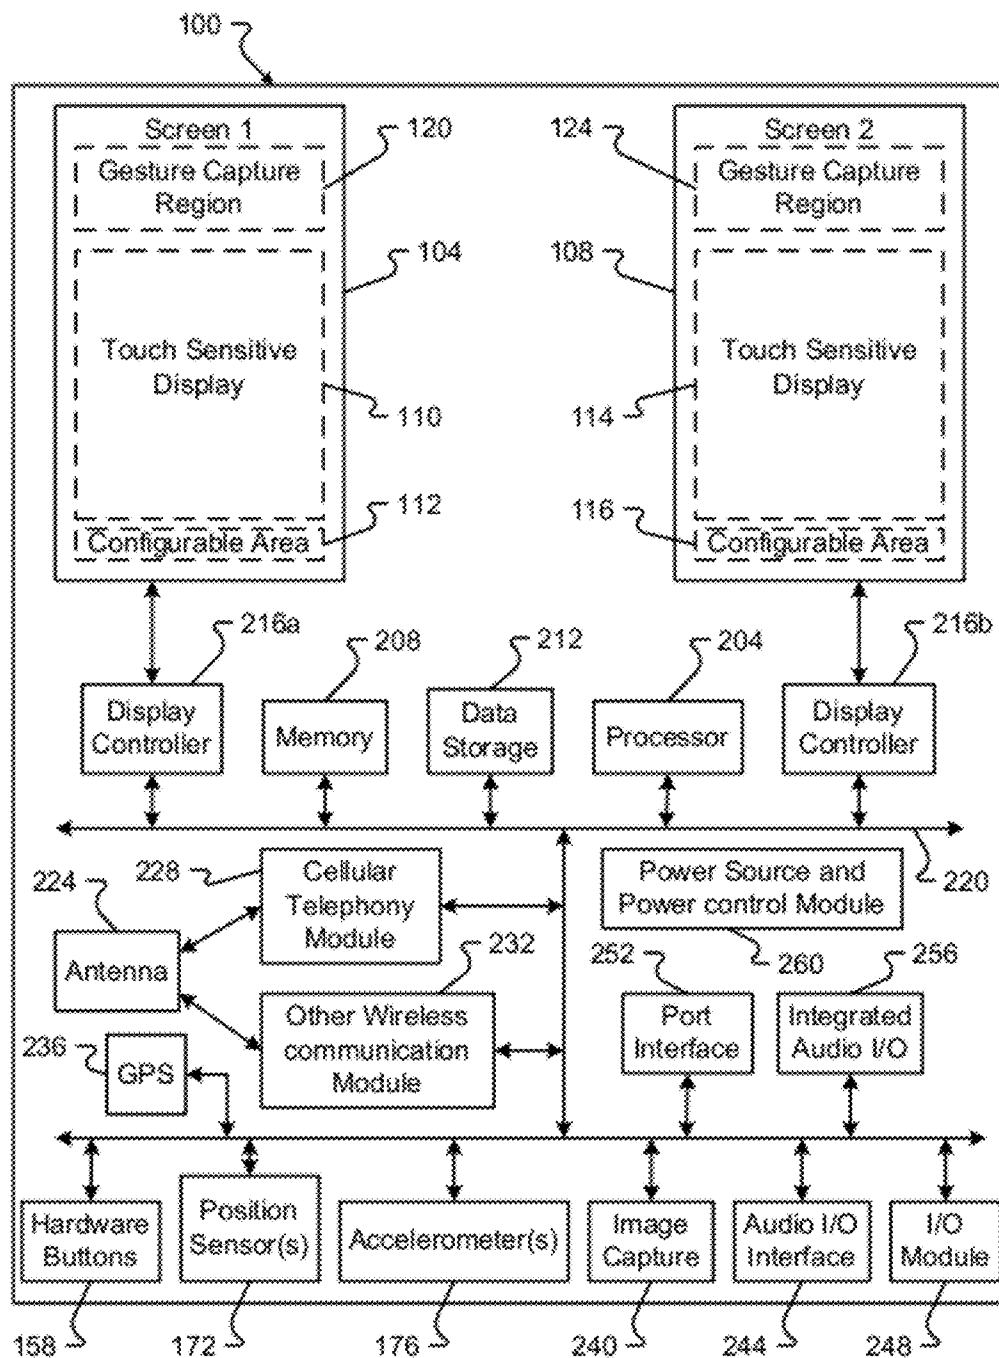 100
Screen 1
Gesture Capture
Region
120
104
Touch Sensitive
Display
110
112
Configurable Area
Screen 2
124
Gesture Capture
Region
108
Touch Sensitive
Display
114
116
Configurable Area
216a
208
212
204
216b
Display
Controller
Memory
Data
Storage
Processor
Display
Controller
220
224
228
Cellular
Telephony
Module
Power Source and
Power control Module
260
Antenna
232
Other Wireless
communication
Module
252
256
Port
Interface
Integrated
Audio I/O
236
GPS
Hardware
Buttons
Position
Sensor(s)
Accelerometer(s)
Image
Capture
Audio I/O
Interface
I/O
Module
158
172
176
240
244
248